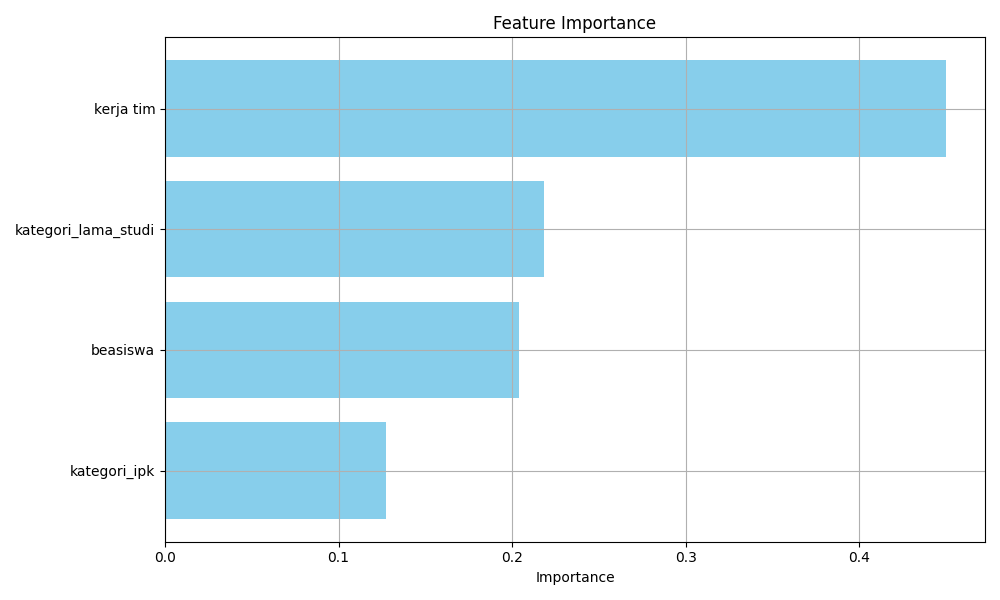 Feature Importance
kerja tim
kategori_lama_studi
beasiswa
kategori_ipk
0.0 0.1 0.2 0.3 0.4
Importance